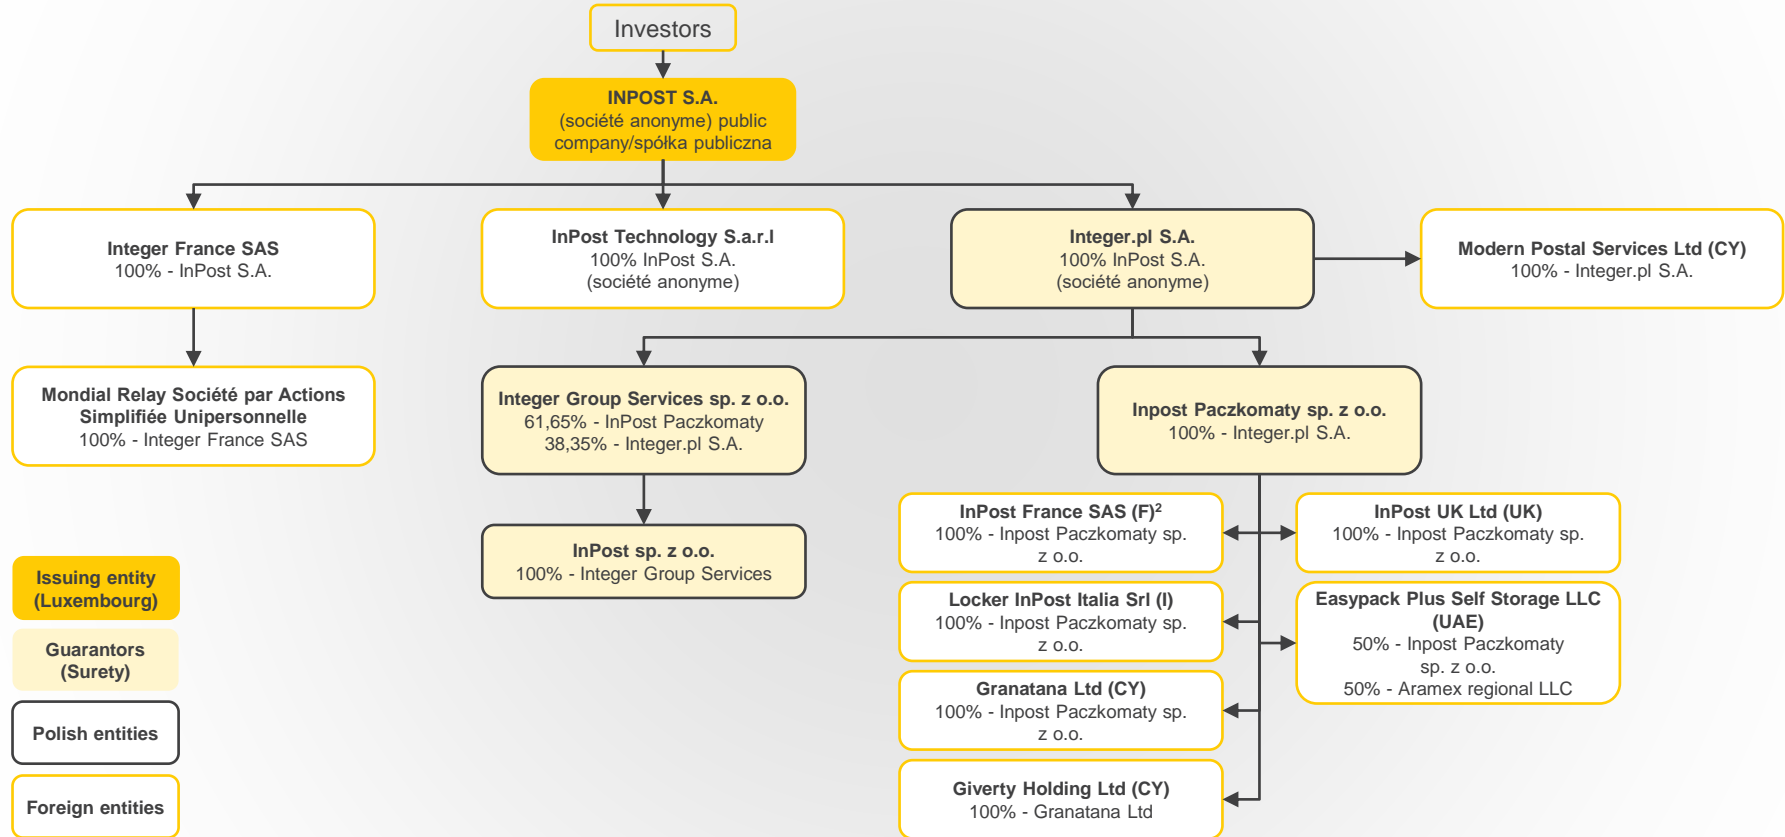 Investors
INPOST S.A.
(société anonyme) public
company/spółka publiczna
Integer France SAS
100% - InPost S.A.
InPost Technology S.a.r.l
100% InPost S.A.
(société anonyme)
Integer.pl S.A.
100% InPost S.A.
(société anonyme)
Modern Postal Services Ltd (CY)
100% - Integer.pl S.A.
Mondial Relay Société par Actions
Simplifiée Unipersonnelle
100% - Integer France SAS
Integer Group Services sp. z o.o.
61,65% - InPost Paczkomaty
38,35% - Integer.pl S.A.
Inpost Paczkomaty sp. z o.o.
100% - Integer.pl S.A.
InPost sp. z o.o.
100% - Integer Group Services
InPost France SAS (F)²
100% - Inpost Paczkomaty sp.
z o.o.
InPost UK Ltd (UK)
100% - Inpost Paczkomaty sp.
z o.o.
Locker InPost Italia Srl (I)
100% - Inpost Paczkomaty sp.
z o.o.
Easypack Plus Self Storage LLC
(UAE)
50% - Inpost Paczkomaty
sp. z o.o.
50% - Aramex regional LLC
Granatana Ltd (CY)
100% - Inpost Paczkomaty sp.
z o.o.
Giverty Holding Ltd (CY)
100% - Granatana Ltd
Issuing entity
(Luxembourg)
Guarantors
(Surety)
Polish entities
Foreign entities